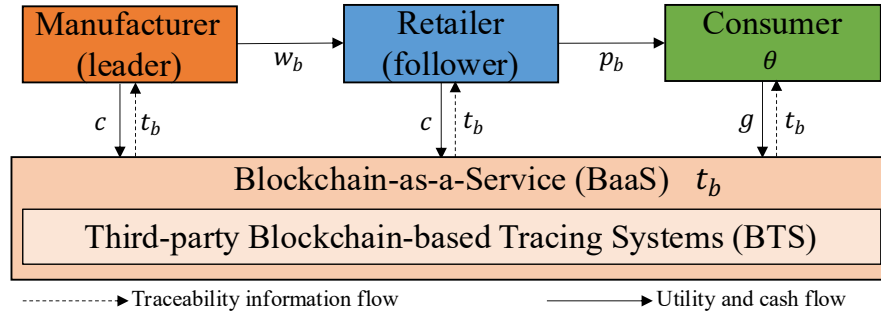 Manufacturer
(leader)
w_b
Retailer
(follower)
p_b
Consumer
θ
c
t_b
c
t_b
g
t_b
Blockchain-as-a-Service (BaaS) t_b
Third-party Blockchain-based Tracing Systems (BTS)
Traceability information flow
Utility and cash flow